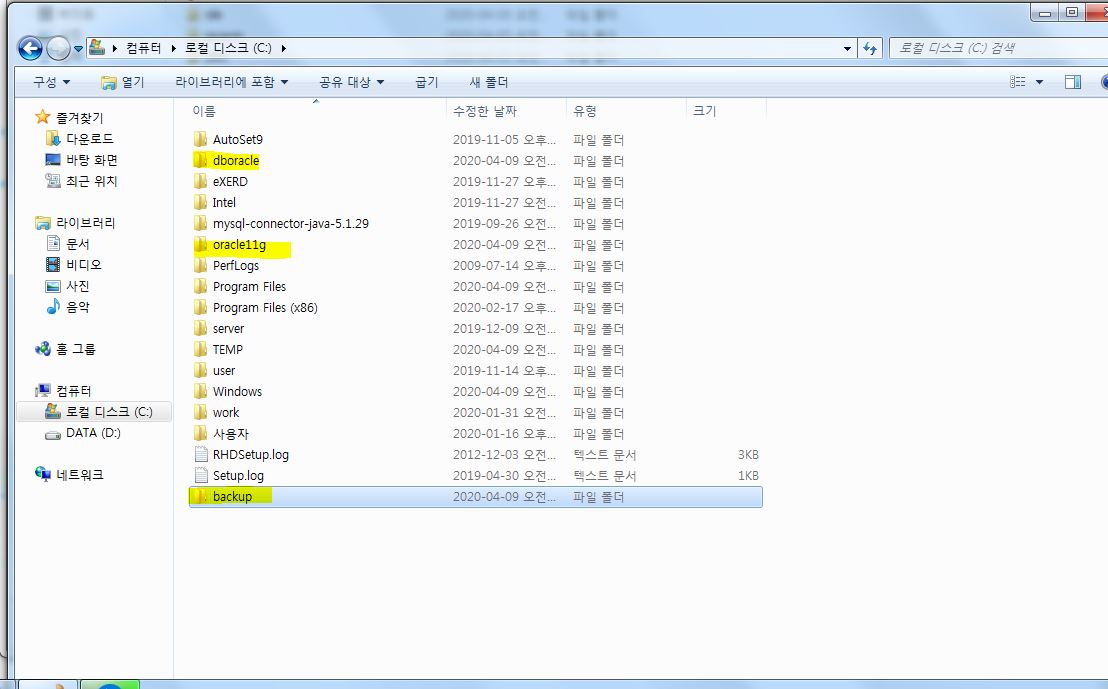 컴퓨터 로컬 디스크 (C:)
로컬 디스크 (C:) 검색
구성 열기 라이브러리에 포함 공유 대상 굽기 새 폴더
즐겨찾기
다운로드
바탕 화면
최근 위치
라이브러리
문서
비디오
사진
음악
홈 그룹
컴퓨터
로컬 디스크 (C:)
DATA (D:)
네트워크
이름 수정한 날짜 유형 크기
AutoSet9 2019-11-05 오후... 파일 폴더
dboracle 2020-04-09 오전... 파일 폴더
eXERD 2019-11-27 오후... 파일 폴더
Intel 2019-11-27 오후... 파일 폴더
mysql-connector-java-5.1.29 2019-09-26 오전... 파일 폴더
oracle11g 2020-04-09 오전... 파일 폴더
PerfLogs 2009-07-14 오후... 파일 폴더
Program Files 2020-04-09 오전... 파일 폴더
Program Files (x86) 2020-02-17 오후... 파일 폴더
server 2019-12-09 오전... 파일 폴더
TEMP 2020-04-09 오전... 파일 폴더
user 2019-11-14 오후... 파일 폴더
Windows 2020-04-09 오전... 파일 폴더
work 2020-01-31 오전... 파일 폴더
사용자 2020-01-16 오후... 파일 폴더
RHDSetup.log 2012-12-03 오전... 텍스트 문서 3KB
Setup.log 2019-04-30 오전... 텍스트 문서 1KB
backup 2020-04-09 오전... 파일 폴더